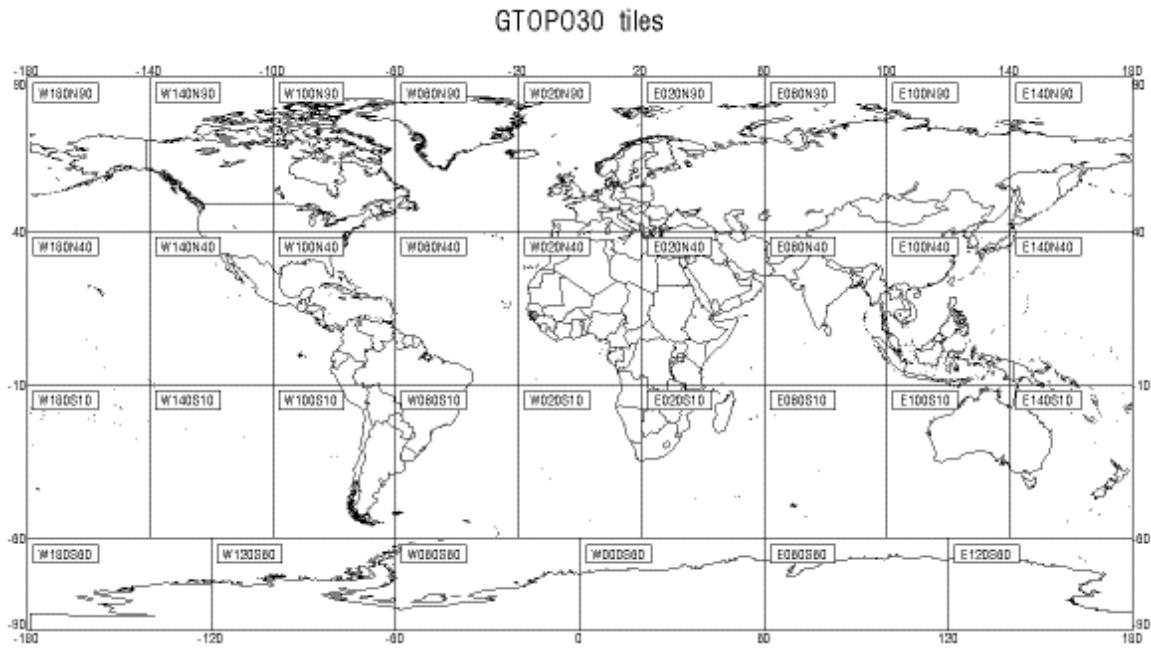 GTOPO30 tiles
-180 -140 -100 -60 -20 20 60 100 140 180
90 90
W180N90 W140N90 W100N90 W060N90 W020N90 E020N90 E060N90 E100N90 E140N90
40 40
W180N40 W140N40 W100N40 W060N40 W020N40 E020N40 E060N40 E100N40 E140N40
-10 -10
W180S10 W140S10 W100S10 W060S10 W020S10 E020S10 E060S10 E100S10 E140S10
-60 -60
W180S60 W120S60 W060S60 W000S60 E060S60 E120S60
-90 -90
-180 -120 -60 0 60 120 180